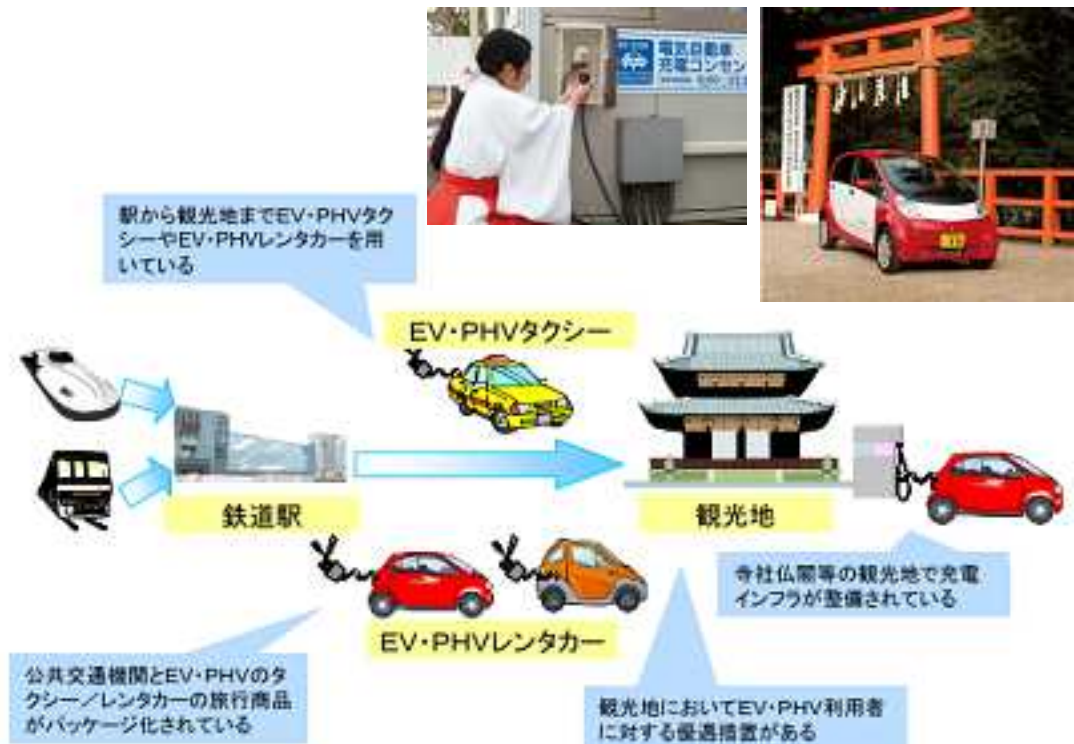 電気自動車
充電コンセン
駅から観光地までEV・PHVタク
シーやEV・PHVレンタカーを用
いている
EV・PHVタクシー
鉄道駅
観光地
EV・PHVレンタカー
寺社仏閣等の観光地で充電
インフラが整備されている
公共交通機関とEV・PHVのタ
クシー／レンタカーの旅行商品
がパッケージ化されている
観光地においてEV・PHV利用者
に対する優遇措置がある